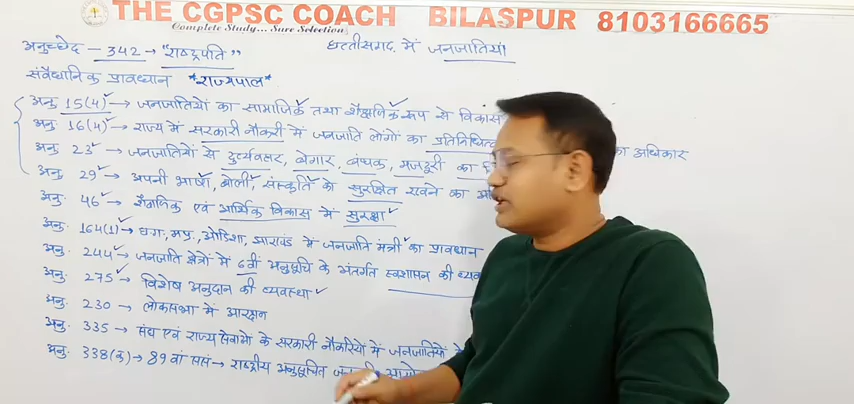 THE CGPSC COACH BILASPUR 8103166665
Complete Study... Sure Selection
अनुच्छेद – 342 → "राष्ट्रपति" छत्तीसगढ़ में जनजातियाँ
संवैधानिक प्रावधान *राज्यपाल*
अनु. 15(4) → जनजातियों का सामाजिक तथा शैक्षणिक रूप से विकास
अनु. 16(4) → राज्य में सरकारी नौकरी में जनजाति लोगों का प्रतिनिधित्व का अधिकार
अनु. 23 → जनजातियों से दुर्व्यवहार, बेगार, बंधक, मजदूरी का
अनु. 29 → अपनी भाषा, बोली, संस्कृति को सुरक्षित रखने का
अनु. 46 → शैक्षणिक एवं आर्थिक विकास में सुरक्षा
अनु. 164(1) → छग, मप्र, ओडिशा, झारखंड में जनजाति मंत्री का प्रावधान
अनु. 244 → जनजाति क्षेत्रों में 6वीं अनुसूचि के अंतर्गत स्वशासन की
अनु. 275 → विशेष अनुदान की व्यवस्था
अनु. 230 → लोकसभा में आरक्षण
अनु. 335 → संघ एवं राज्य सेवाओं के सरकारी नौकरियों में जनजातियों
अनु. 338(क) → 89 वां संसं → राष्ट्रीय अनुसूचित